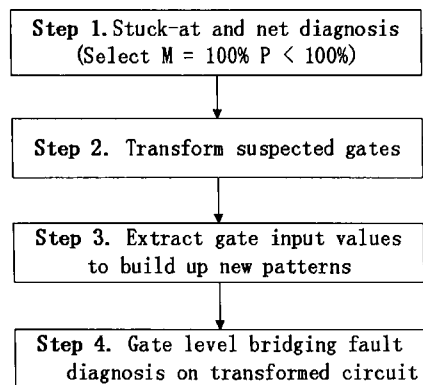 Step 1. Stuck-at and net diagnosis
(Select M = 100% P < 100%)
Step 2. Transform suspected gates
Step 3. Extract gate input values
to build up new patterns
Step 4. Gate level bridging fault
diagnosis on transformed circuit